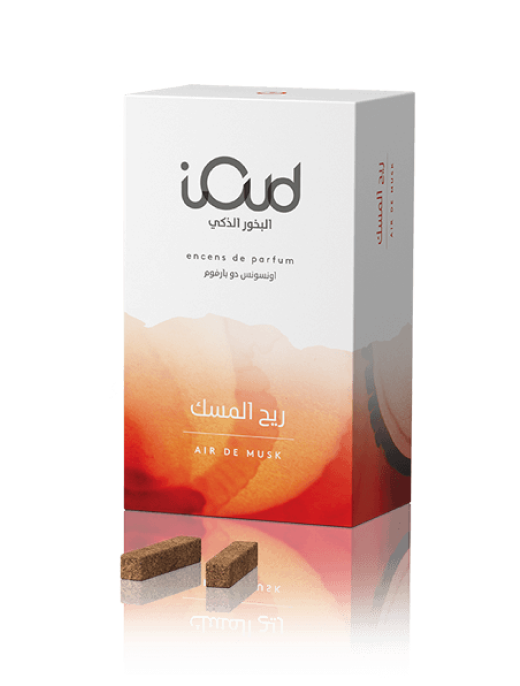 iOud
البخور الذكي
encens de parfum
اونسونس دو بارفوم
ريح المسك
AIR DE MUSK
ريح المسك
AIR DE MUSK